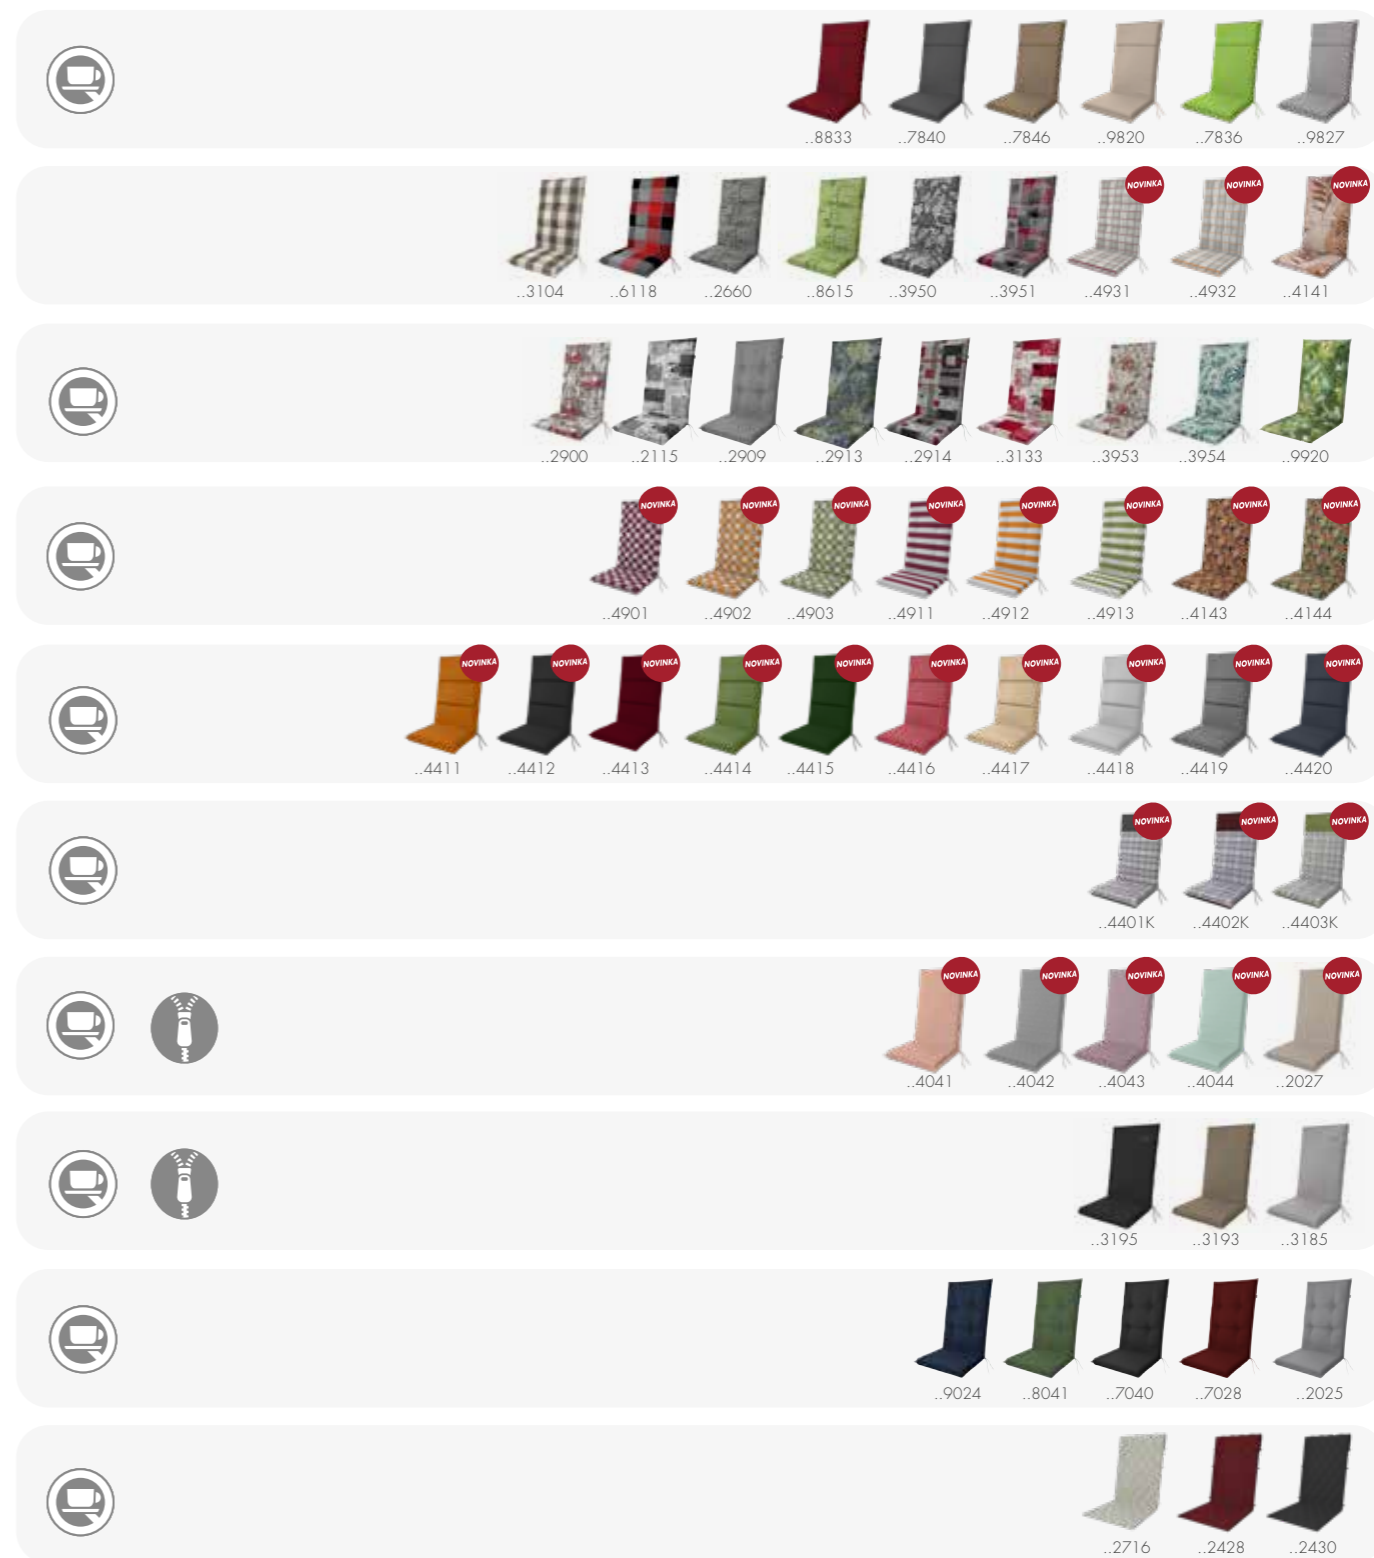 ..8833 ..7840 ..7846 ..9820 ..7836 ..9827
NOVINKA NOVINKA NOVINKA
..3104 ..6118 ..2660 ..8615 ..3950 ..3951 ..4931 ..4932 ..4141
..2900 ..2115 ..2909 ..2913 ..2914 ..3133 ..3953 ..3954 ..9920
NOVINKA NOVINKA NOVINKA NOVINKA NOVINKA NOVINKA NOVINKA NOVINKA
..4901 ..4902 ..4903 ..4911 ..4912 ..4913 ..4143 ..4144
NOVINKA NOVINKA NOVINKA NOVINKA NOVINKA NOVINKA NOVINKA NOVINKA NOVINKA NOVINKA
..4411 ..4412 ..4413 ..4414 ..4415 ..4416 ..4417 ..4418 ..4419 ..4420
NOVINKA NOVINKA NOVINKA
..4401K ..4402K ..4403K
NOVINKA NOVINKA NOVINKA NOVINKA NOVINKA
..4041 ..4042 ..4043 ..4044 ..2027
..3195 ..3193 ..3185
..9024 ..8041 ..7040 ..7028 ..2025
..2716 ..2428 ..2430